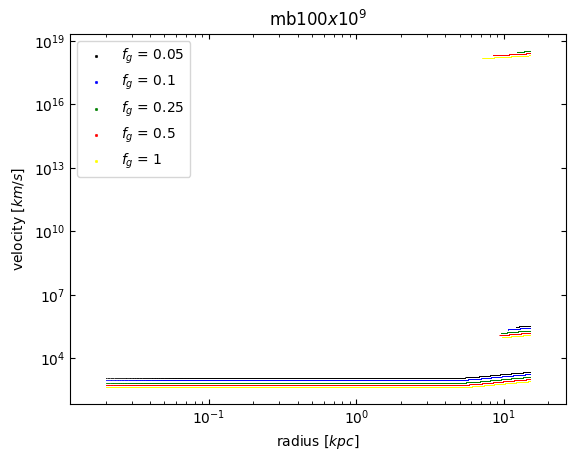 mb100x10⁹
10¹⁹
10¹⁶
10¹³
10¹⁰
10⁷
10⁴
velocity [km/s]
f_g = 0.05
f_g = 0.1
f_g = 0.25
f_g = 0.5
f_g = 1
10⁻¹
10⁰
10¹
radius [kpc]